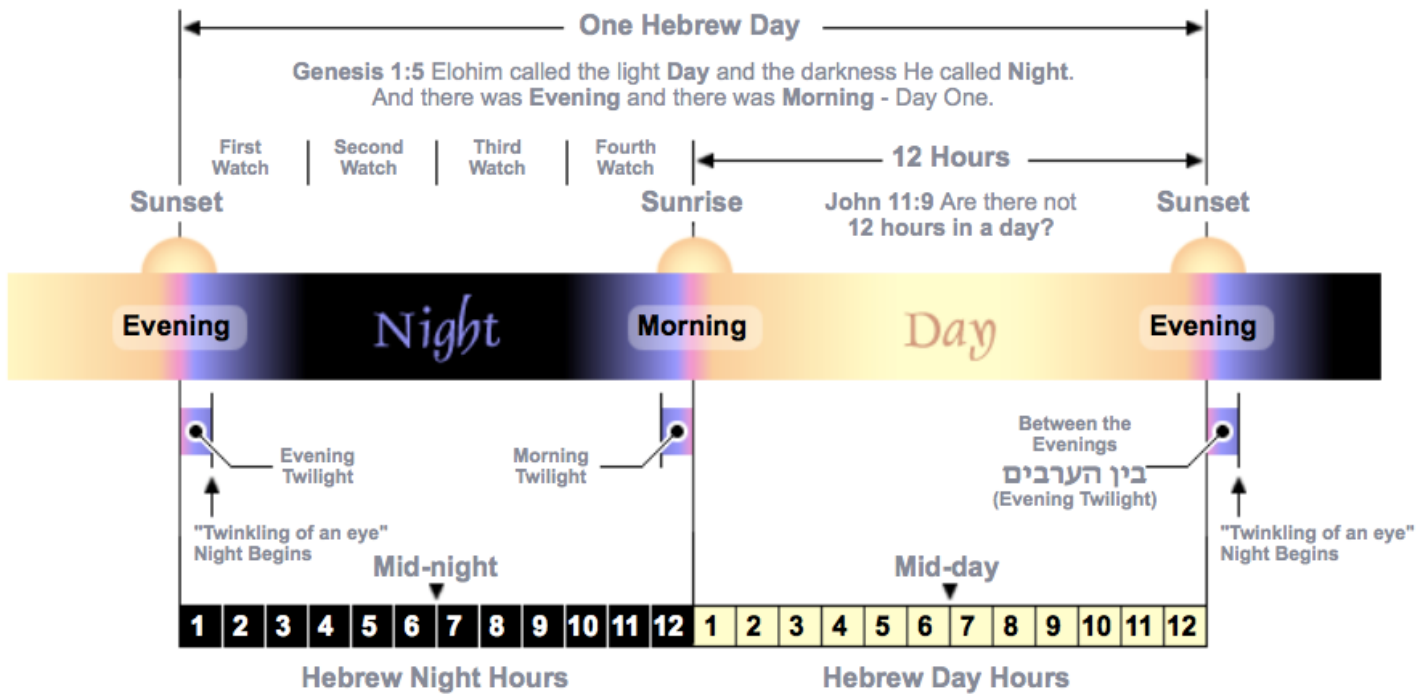 One Hebrew Day
Genesis 1:5 Elohim called the light Day and the darkness He called Night.
And there was Evening and there was Morning - Day One.
First
Watch
Second
Watch
Third
Watch
Fourth
Watch
12 Hours
Sunset
Sunrise
John 11:9 Are there not
12 hours in a day?
Sunset
Evening
Night
Morning
Day
Evening
Evening
Twilight
Morning
Twilight
Between the
Evenings
בין הערבים
(Evening Twilight)
"Twinkling of an eye"
Night Begins
"Twinkling of an eye"
Night Begins
Mid-night
Mid-day
1 2 3 4 5 6 7 8 9 10 11 12 1 2 3 4 5 6 7 8 9 10 11 12
Hebrew Night Hours
Hebrew Day Hours